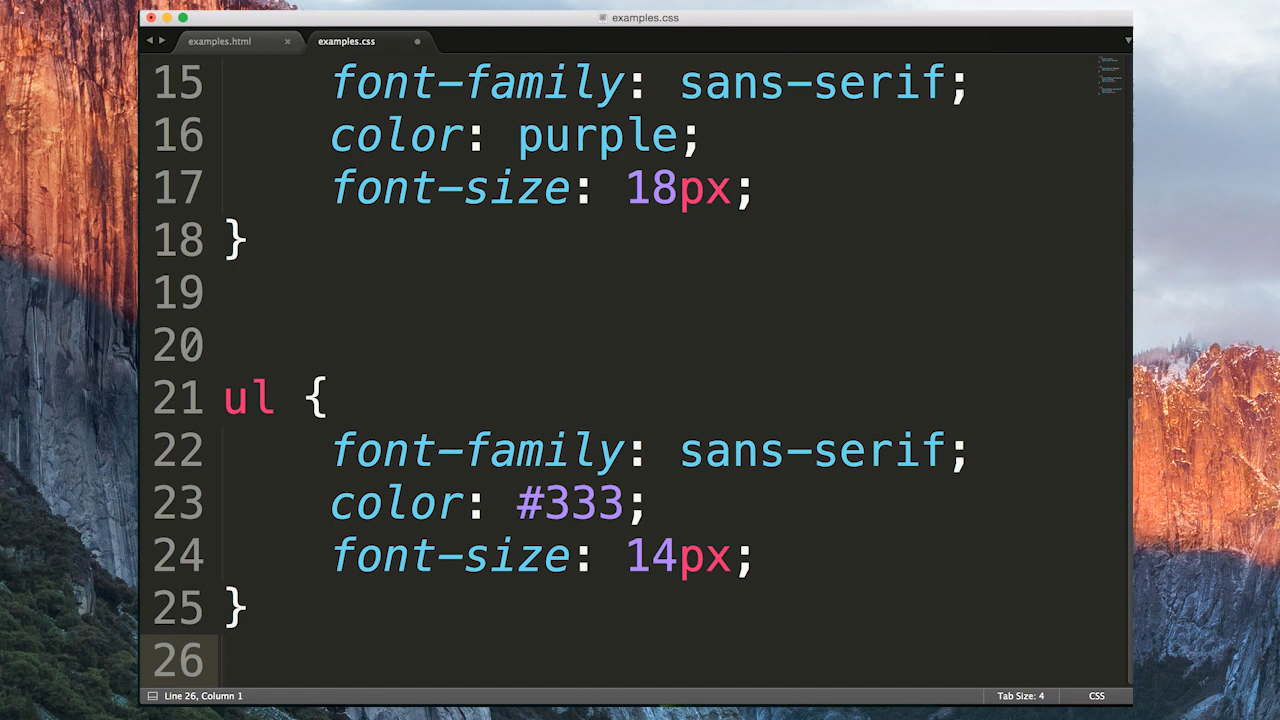 examples.css
examples.html
examples.css
15 font-family: sans-serif;
16 color: purple;
17 font-size: 18px;
18 }
19
20
21 ul {
22 font-family: sans-serif;
23 color: #333;
24 font-size: 14px;
25 }
26
Line 26, Column 1
Tab Size: 4
CSS